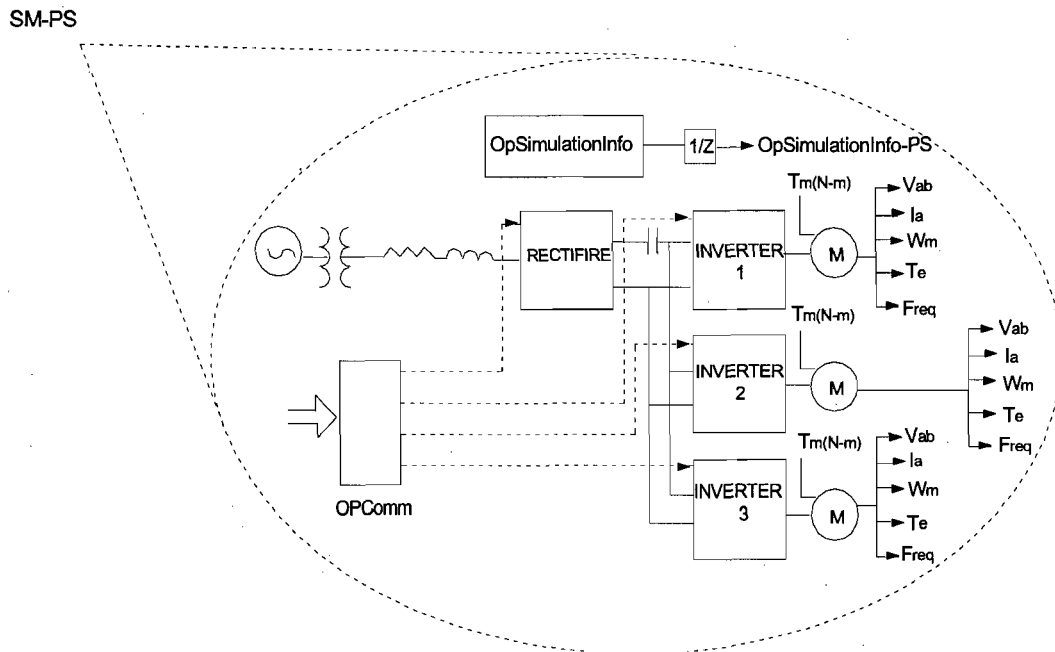 SM-PS
OpSimulationInfo
1/Z
OpSimulationInfo-PS
Tm(N-m)
Vab
Ia
Wm
Te
Freq
RECTIFIRE
INVERTER
1
M
Tm(N-m)
Vab
Ia
Wm
Te
Freq
INVERTER
2
M
OPComm
Tm(N-m)
Vab
Ia
Wm
Te
Freq
INVERTER
3
M